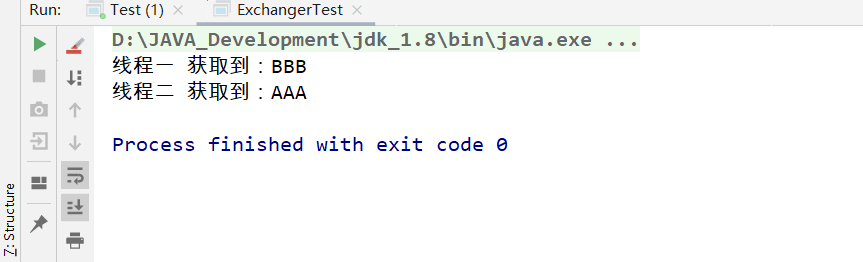 Run: Test (1) × ExchangerTest ×
D:\JAVA_Development\jdk_1.8\bin\java.exe ...
线程一 获取到：BBB
线程二 获取到：AAA
Process finished with exit code 0
Z: Structure